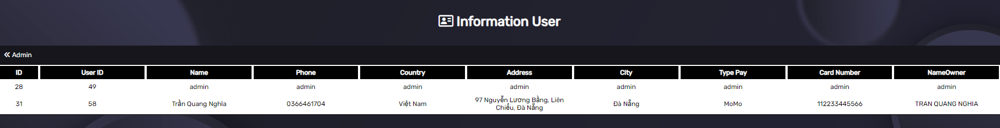 Information User
Admin
ID User ID Name Phone Country Address City Type Pay Card Number NameOwner
28 49 admin admin admin admin admin admin admin admin
31 58 Trần Quang Nghĩa 0366461704 Việt Nam 97 Nguyễn Lương Bằng, Liên Chiểu, Đà Nẵng Đà Nẵng MoMo 112233445566 TRAN QUANG NGHIA